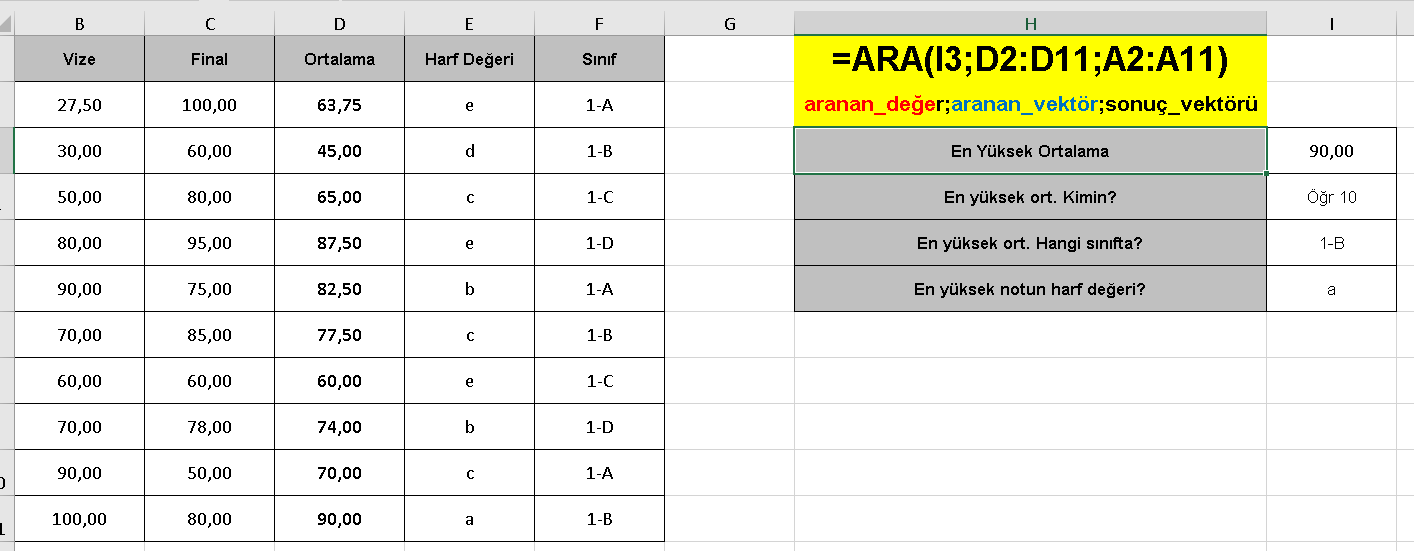 B C D E F G H I
Vize Final Ortalama Harf Değeri Sınıf =ARA(I3;D2:D11;A2:A11)
27,50 100,00 63,75 e 1-A aranan_değer;aranan_vektör;sonuç_vektörü
30,00 60,00 45,00 d 1-B En Yüksek Ortalama 90,00
50,00 80,00 65,00 c 1-C En yüksek ort. Kimin? Öğr 10
80,00 95,00 87,50 e 1-D En yüksek ort. Hangi sınıfta? 1-B
90,00 75,00 82,50 b 1-A En yüksek notun harf değeri? a
70,00 85,00 77,50 c 1-B
60,00 60,00 60,00 e 1-C
70,00 78,00 74,00 b 1-D
90,00 50,00 70,00 c 1-A
100,00 80,00 90,00 a 1-B